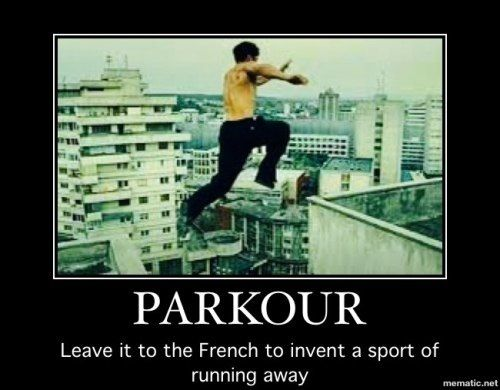 PARKOUR
Leave it to the French to invent a sport of
running away
mematic.net